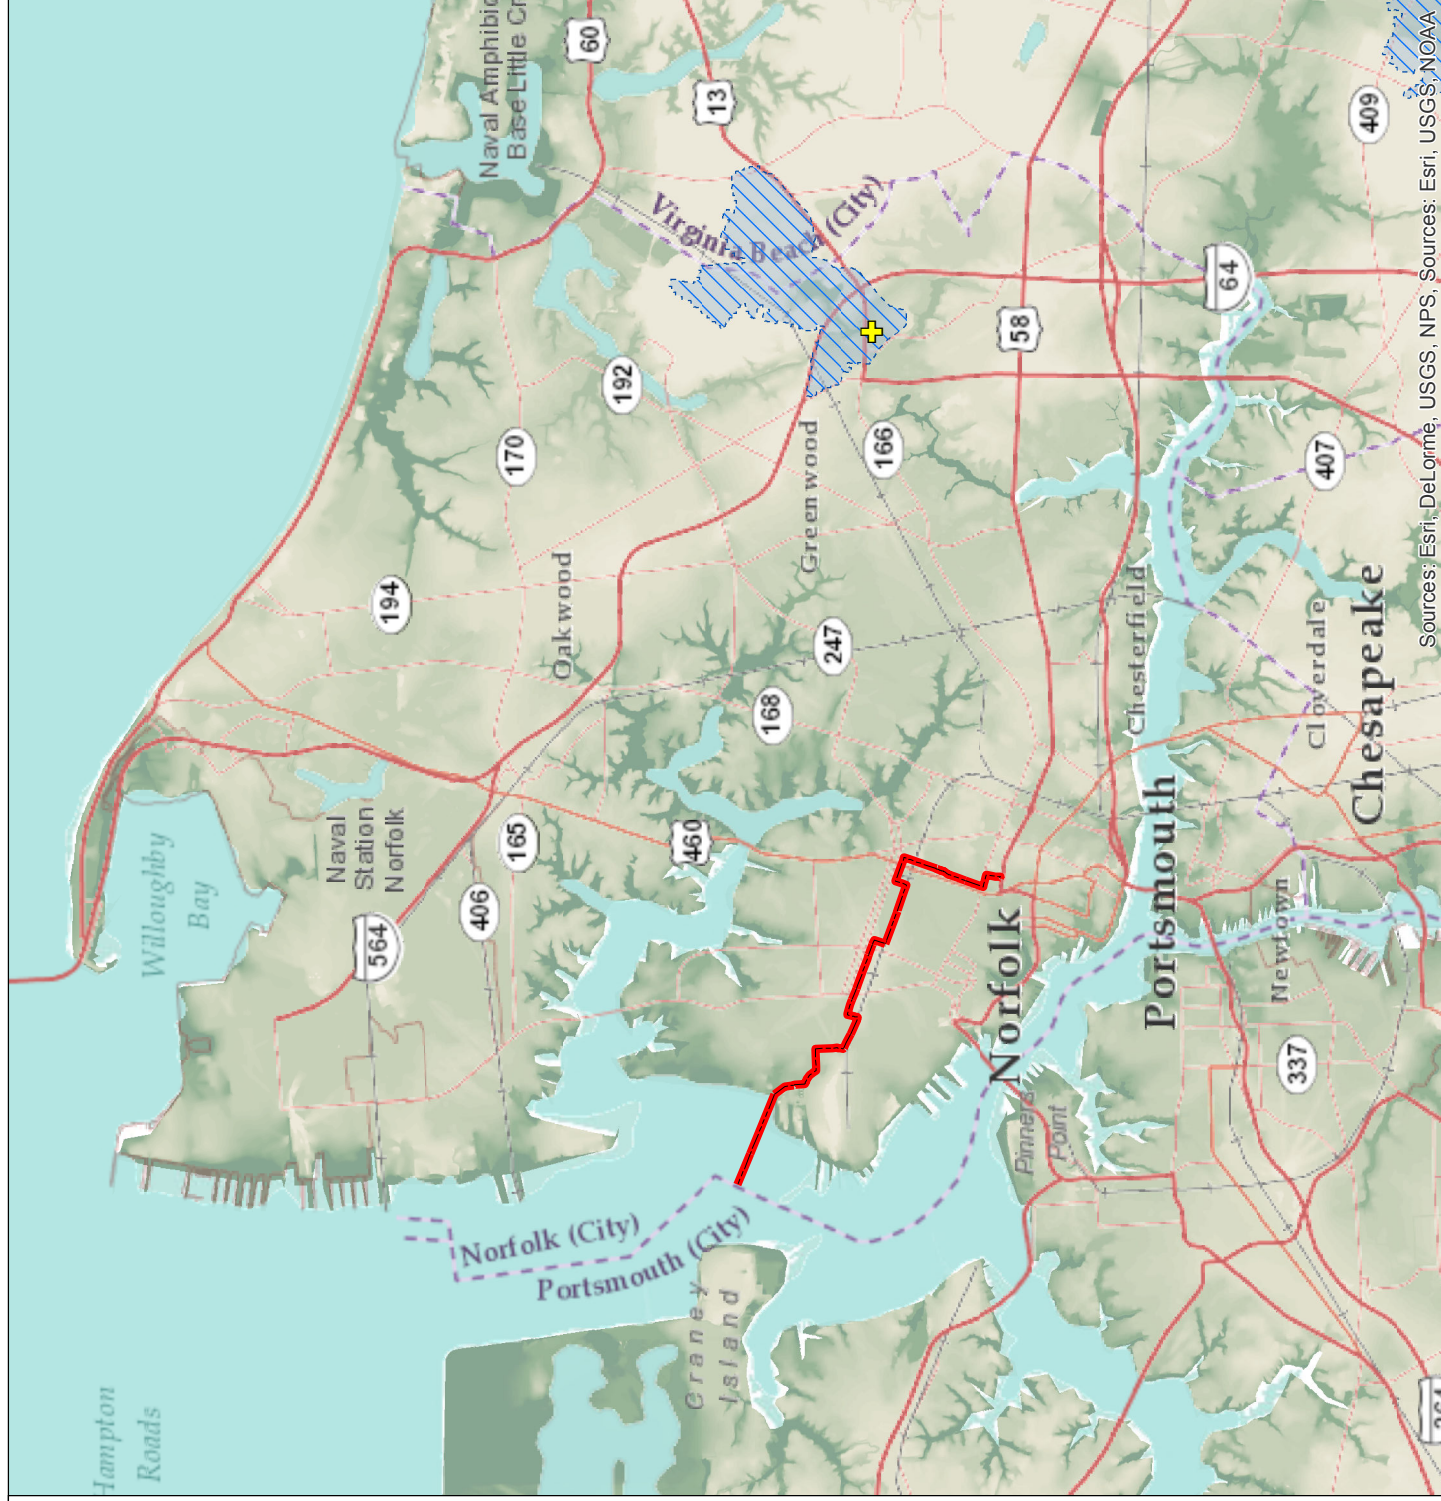 Hampton
Roads
Willoughby
Bay
Naval
Station
Norfolk
564
406
165
194
170
192
Naval Amphibio
Base Little Cr
60
13
Virginia Beach (City)
Oakwood
Greenwood
166
247
168
460
58
64
409
407
Norfolk (City)
Portsmouth (City)
Craney
Island
Norfolk
Pinners
Point
Portsmouth
Chesterfield
Newtown
337
Cloverdale
Chesapeake
Sources: Esri, DeLorme, USGS, NPS, Sources: Esri, USGS, NOAA